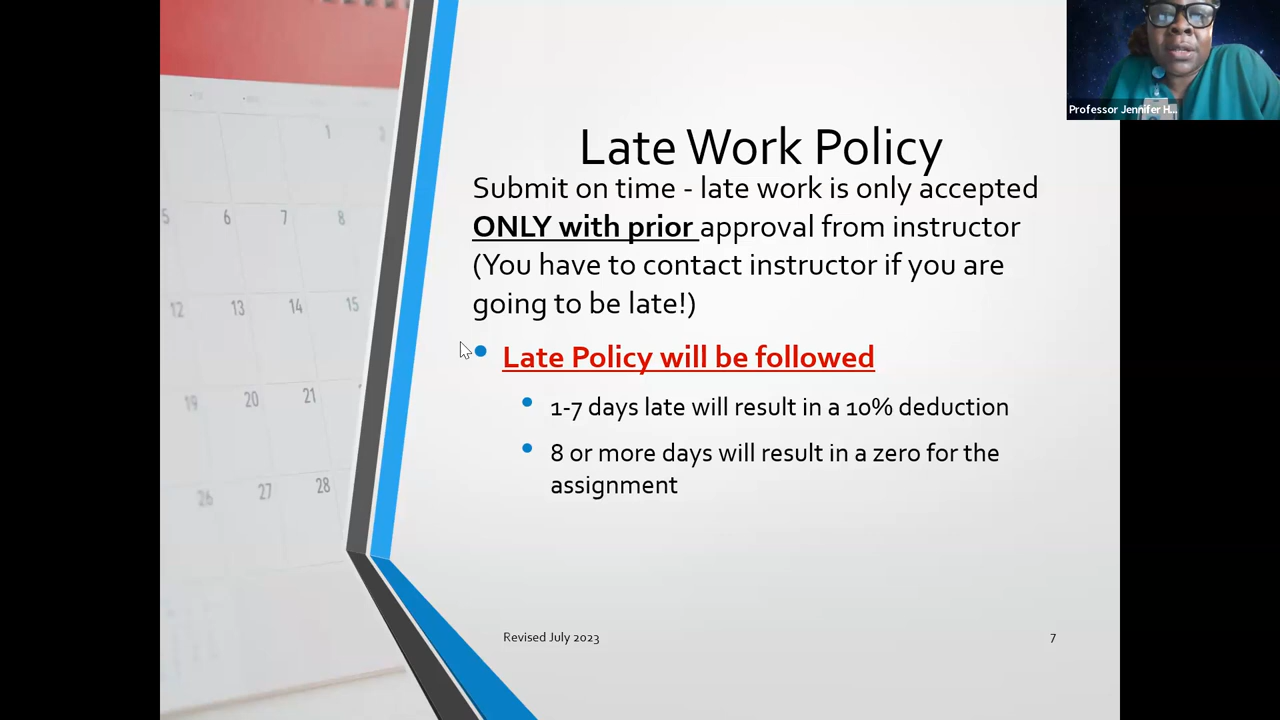 Professor Jennifer H...
Late Work Policy
Submit on time - late work is only accepted
ONLY with prior approval from instructor
(You have to contact instructor if you are
going to be late!)
Late Policy will be followed
1-7 days late will result in a 10% deduction
8 or more days will result in a zero for the
assignment
1
5 6 7 8
12 13 14 15
19 20 21
26 27 28
Revised July 2023
7